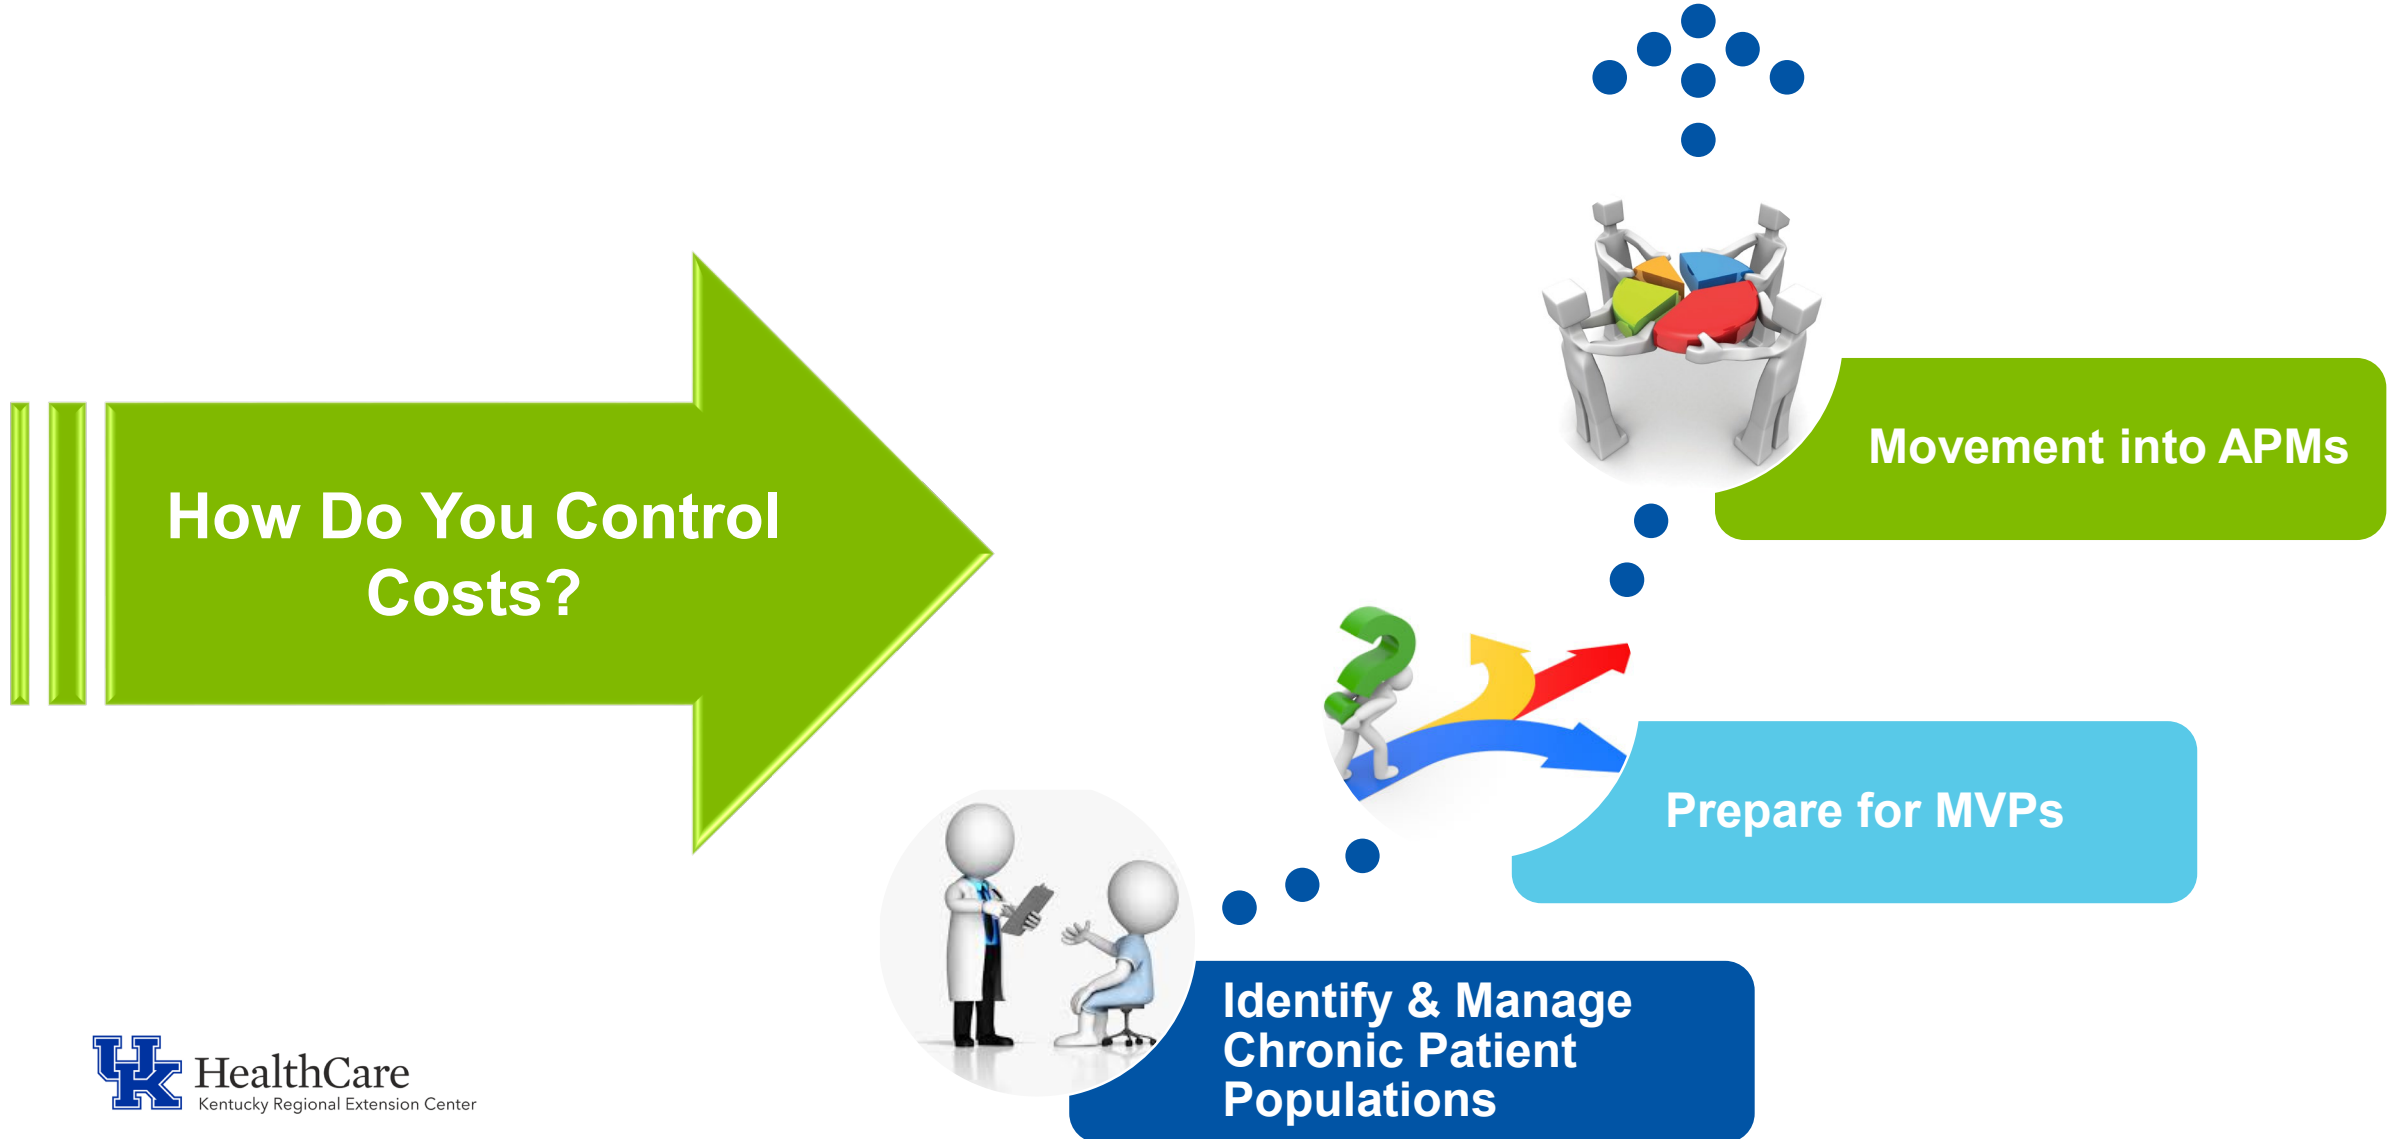 How Do You Control
Costs?
Movement into APMs
Prepare for MVPs
Identify & Manage
Chronic Patient
Populations
UK HealthCare
Kentucky Regional Extension Center